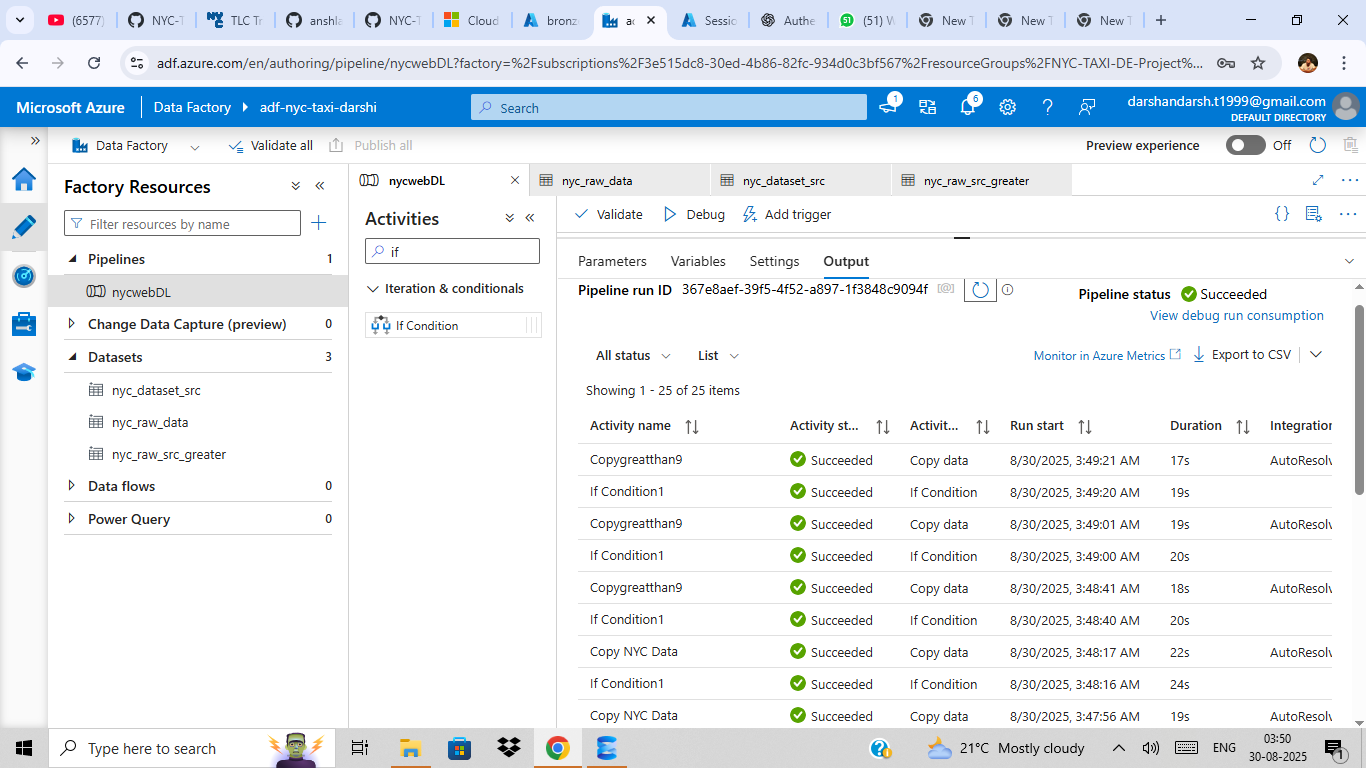 (6577)
NYC-T
TLC Tr
anshla
NYC-T
Cloud
bronz
ac
Sessio
Authe
(51) W
New T
New T
New T
adf.azure.com/en/authoring/pipeline/nycwebDL?factory=%2Fsubscriptions%2F3e515dc8-30ed-4b86-82fc-934d0c3bf567%2FresourceGroups%2FNYC-TAXI-DE-Project%...
Microsoft Azure
Data Factory
adf-nyc-taxi-darshi
Search
1
6
darshandarsh.t1999@gmail.com
DEFAULT DIRECTORY
Data Factory
Validate all
Publish all
Preview experience
Off
Factory Resources
Filter resources by name
Pipelines 1
nycwebDL
Change Data Capture (preview) 0
Datasets 3
nyc_dataset_src
nyc_raw_data
nyc_raw_src_greater
Data flows 0
Power Query 0
nycwebDL
nyc_raw_data
nyc_dataset_src
nyc_raw_src_greater
Activities
if
Iteration & conditionals
If Condition
Validate
Debug
Add trigger
Parameters
Variables
Settings
Output
Pipeline run ID 367e8aef-39f5-4f52-a897-1f3848c9094f
Pipeline status Succeeded
View debug run consumption
All status
List
Monitor in Azure Metrics
Export to CSV
Showing 1 - 25 of 25 items
Activity name Activity st... Activit... Run start Duration Integration
Copygreatthan9 Succeeded Copy data 8/30/2025, 3:49:21 AM 17s AutoResolv
If Condition1 Succeeded If Condition 8/30/2025, 3:49:20 AM 19s
Copygreatthan9 Succeeded Copy data 8/30/2025, 3:49:01 AM 19s AutoResolv
If Condition1 Succeeded If Condition 8/30/2025, 3:49:00 AM 20s
Copygreatthan9 Succeeded Copy data 8/30/2025, 3:48:41 AM 18s AutoResolv
If Condition1 Succeeded If Condition 8/30/2025, 3:48:40 AM 20s
Copy NYC Data Succeeded Copy data 8/30/2025, 3:48:17 AM 22s AutoResolv
If Condition1 Succeeded If Condition 8/30/2025, 3:48:16 AM 24s
Copy NYC Data Succeeded Copy data 8/30/2025, 3:47:56 AM 19s AutoResolv
Type here to search
21°C Mostly cloudy
ENG
03:50
30-08-2025
1